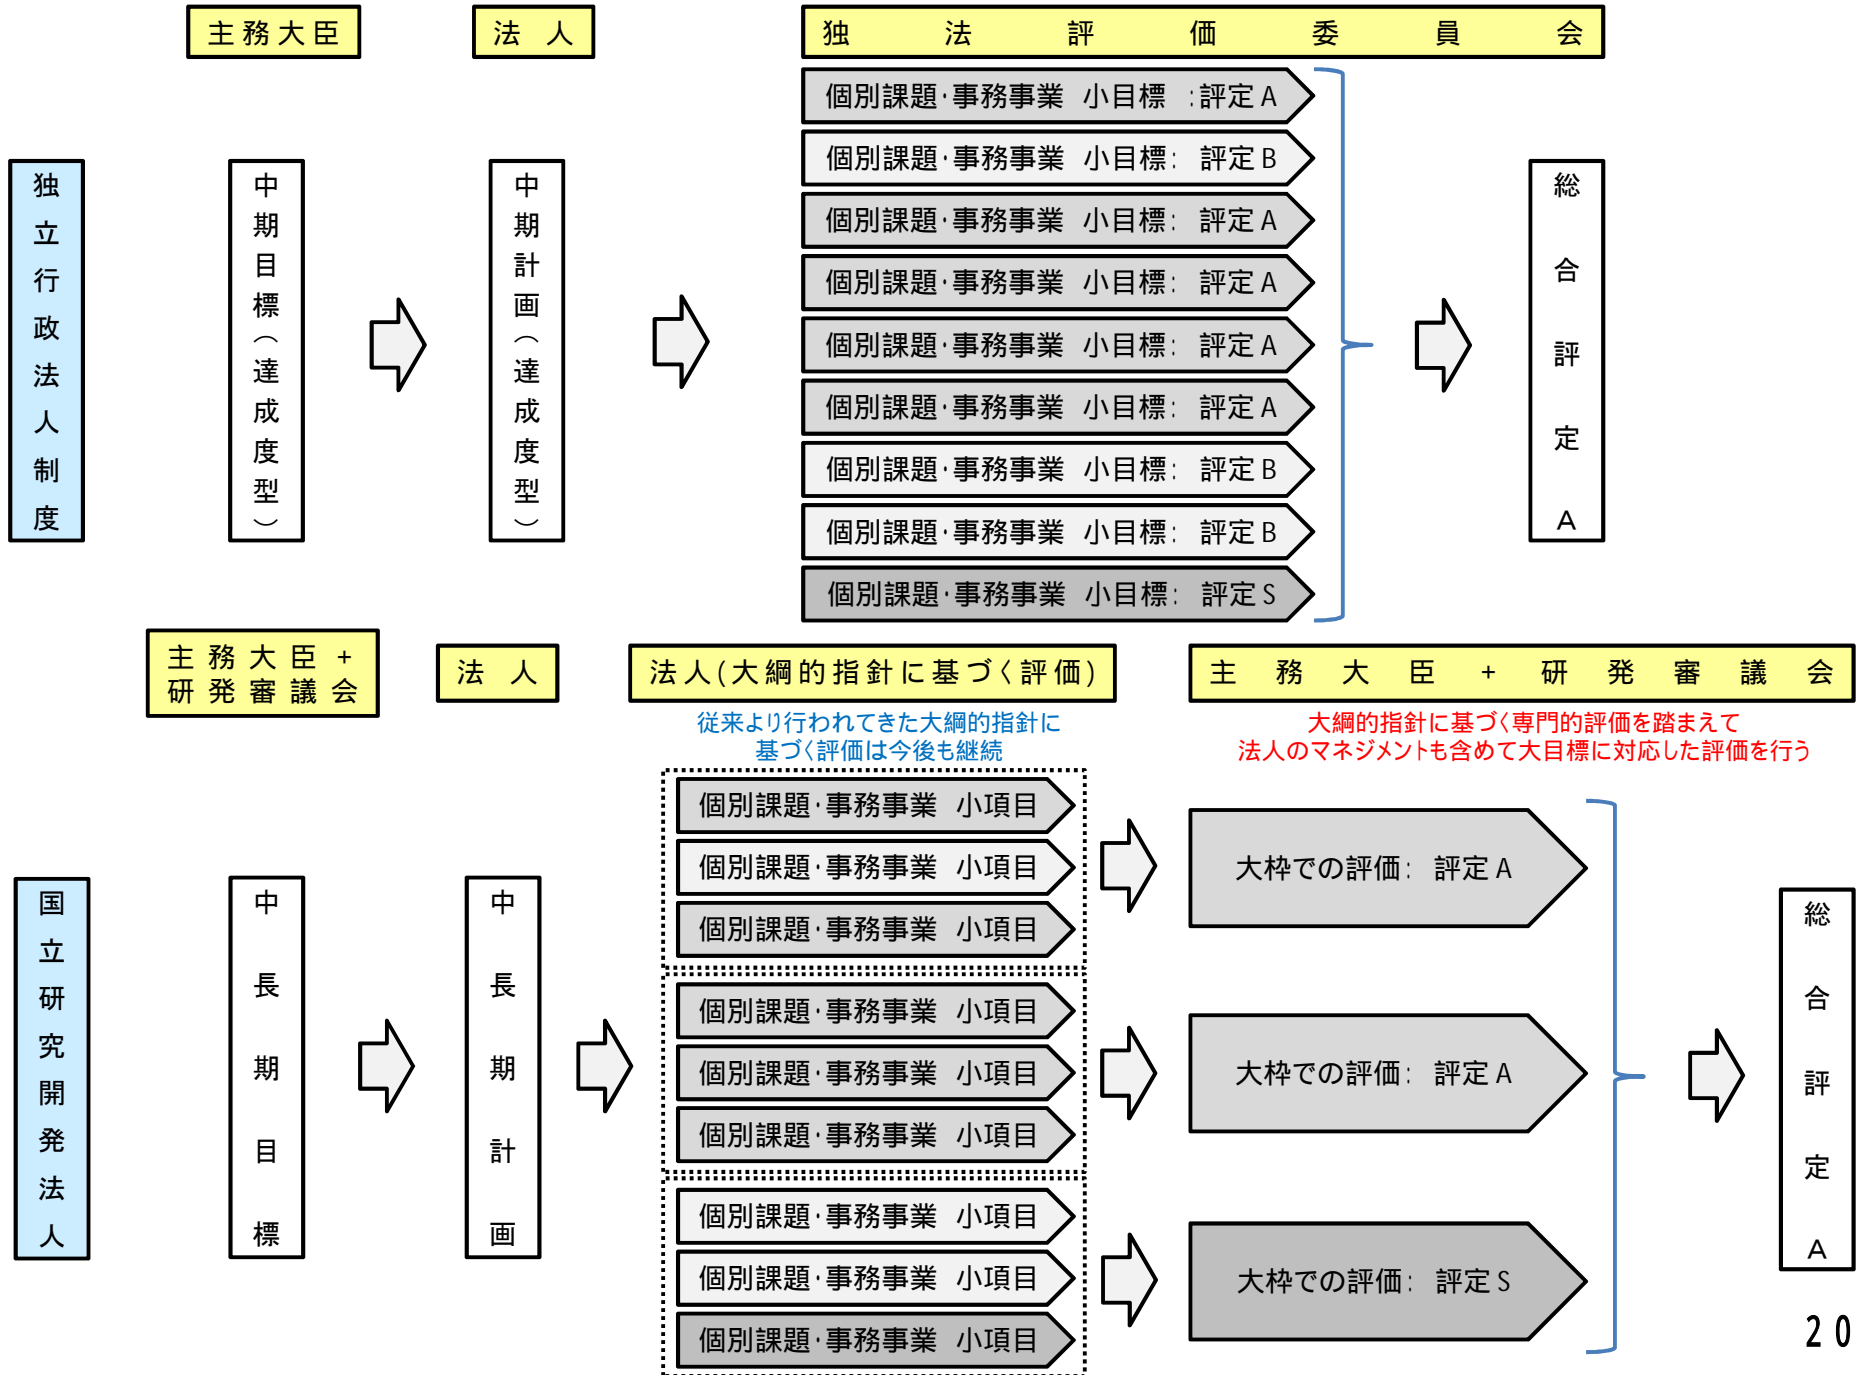 主務大臣
法人
独法評価委員会
個別課題・事務事業 小目標 :評定A
個別課題・事務事業 小目標: 評定B
個別課題・事務事業 小目標: 評定A
個別課題・事務事業 小目標: 評定A
個別課題・事務事業 小目標: 評定A
個別課題・事務事業 小目標: 評定A
個別課題・事務事業 小目標: 評定B
個別課題・事務事業 小目標: 評定B
個別課題・事務事業 小目標: 評定S
独立行政法人制度
中期目標(達成度型)
中期計画(達成度型)
総合評定A
主務大臣+
研発審議会
法人
法人(大綱的指針に基づく評価)
主務大臣+研発審議会
従来より行われてきた大綱的指針に
基づく評価は今後も継続
大綱的指針に基づく専門的評価を踏まえて
法人のマネジメントも含めて大目標に対応した評価を行う
国立研究開発法人
中長期目標
中長期計画
個別課題・事務事業 小項目
個別課題・事務事業 小項目
個別課題・事務事業 小項目
個別課題・事務事業 小項目
個別課題・事務事業 小項目
個別課題・事務事業 小項目
個別課題・事務事業 小項目
個別課題・事務事業 小項目
個別課題・事務事業 小項目
大枠での評価: 評定A
大枠での評価: 評定A
大枠での評価: 評定S
総合評定A
20